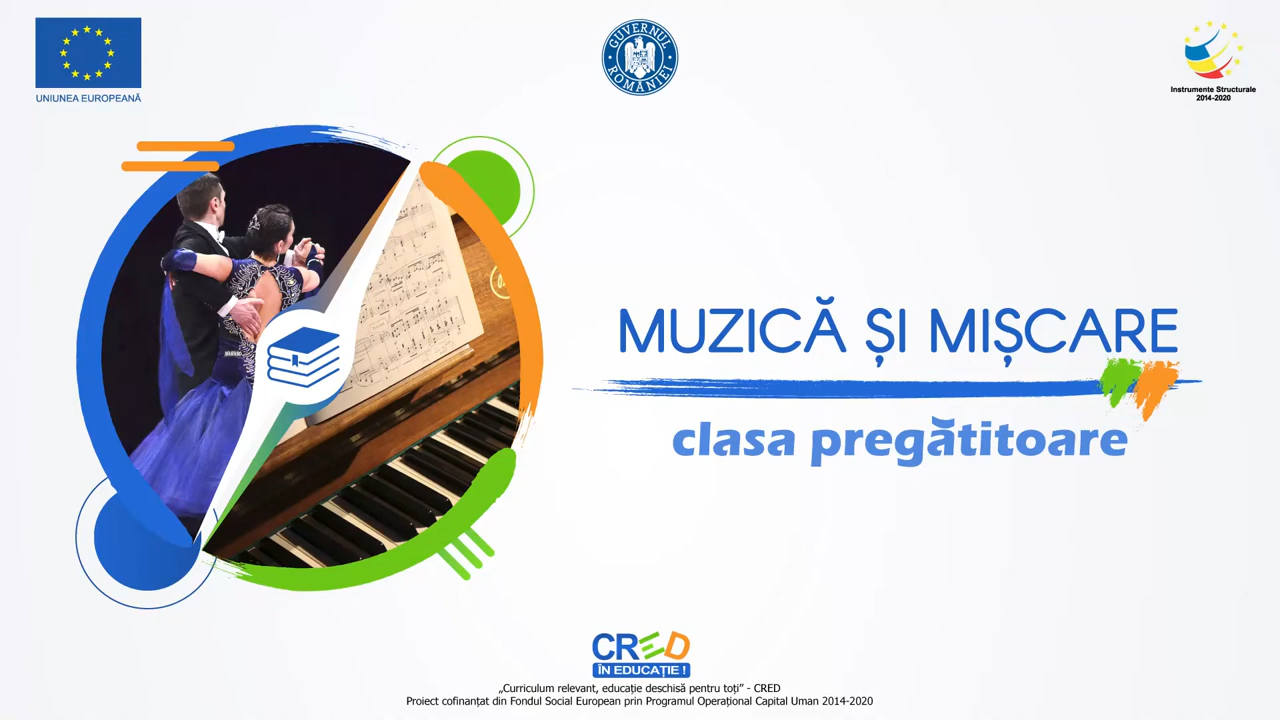 UNIUNEA EUROPEANĂ
GUVERNUL ROMÂNIEI
Instrumente Structurale
2014-2020
MUZICĂ ȘI MIȘCARE
clasa pregătitoare
CRED
ÎN EDUCAȚIE !
„Curriculum relevant, educație deschisă pentru toți” - CRED
Proiect cofinanțat din Fondul Social European prin Programul Operațional Capital Uman 2014-2020